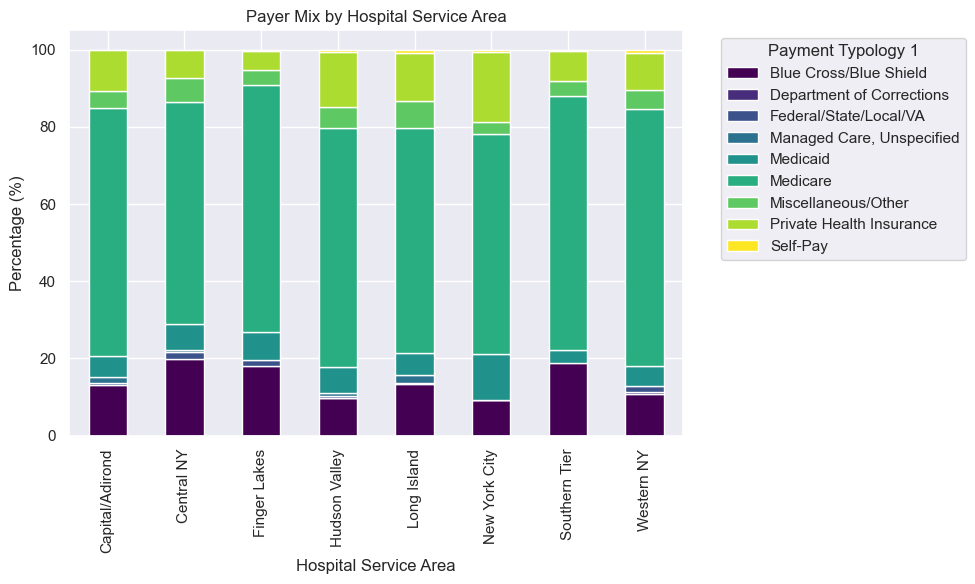 Payer Mix by Hospital Service Area
Percentage (%)
100
80
60
40
20
0
Capital/Adirond
Central NY
Finger Lakes
Hudson Valley
Long Island
New York City
Southern Tier
Western NY
Hospital Service Area
Payment Typology 1
Blue Cross/Blue Shield
Department of Corrections
Federal/State/Local/VA
Managed Care, Unspecified
Medicaid
Medicare
Miscellaneous/Other
Private Health Insurance
Self-Pay